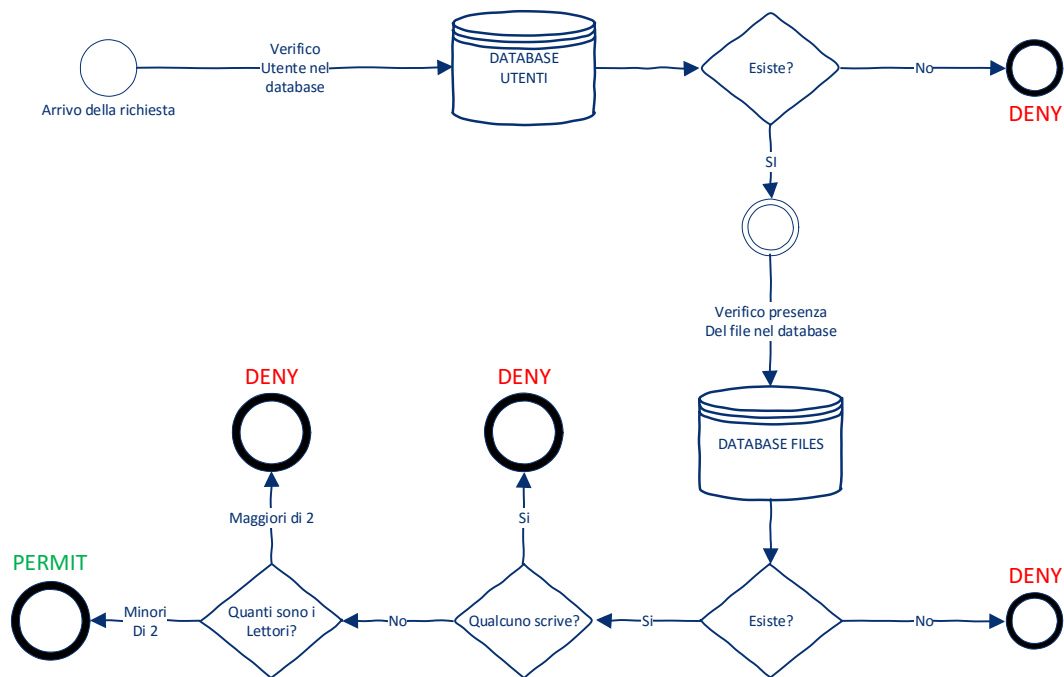 Arrivo della richiesta
Verifico
Utente nel
database
DATABASE
UTENTI
Esiste?
No
DENY
SI
Verifico presenza
Del file nel database
DATABASE FILES
Esiste?
No
DENY
Si
Qualcuno scrive?
Si
DENY
No
Quanti sono i
Lettori?
Maggiori di 2
DENY
Minori
Di 2
PERMIT